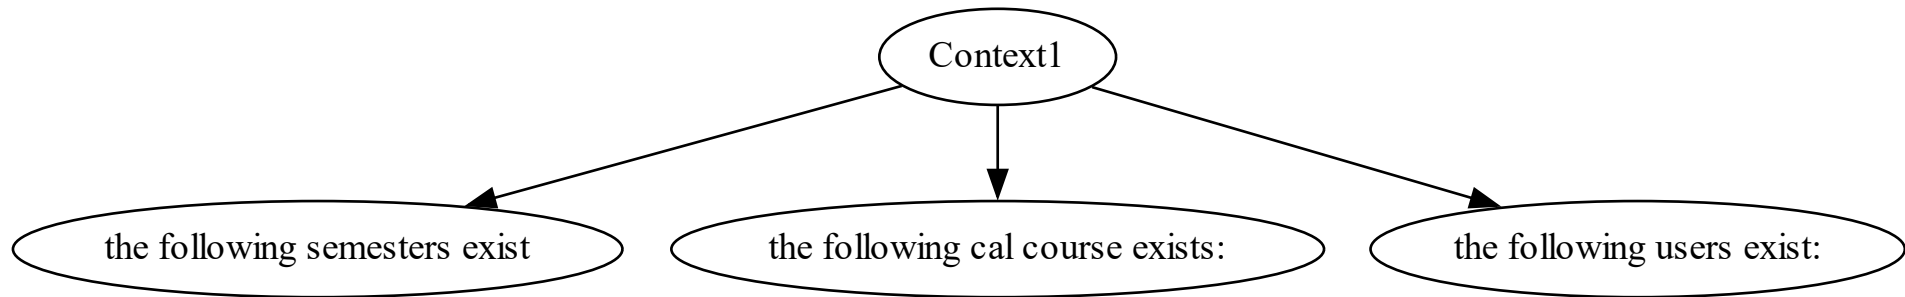 Context1
the following semesters exist
the following cal course exists:
the following users exist: